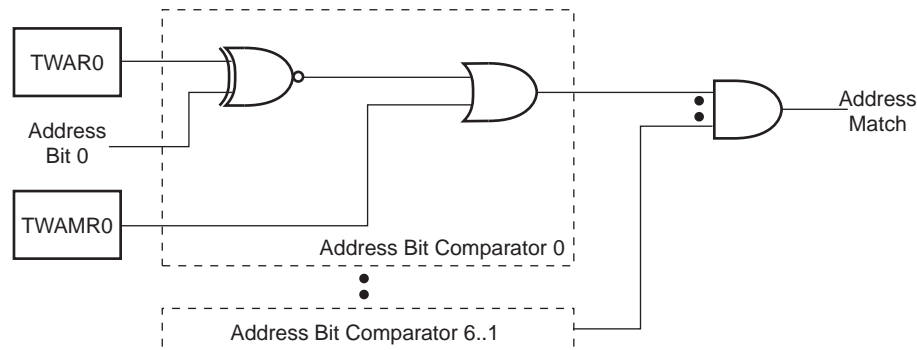 TWAR0
Address
Bit 0
Address
Match
TWAMR0
Address Bit Comparator 0
Address Bit Comparator 6..1